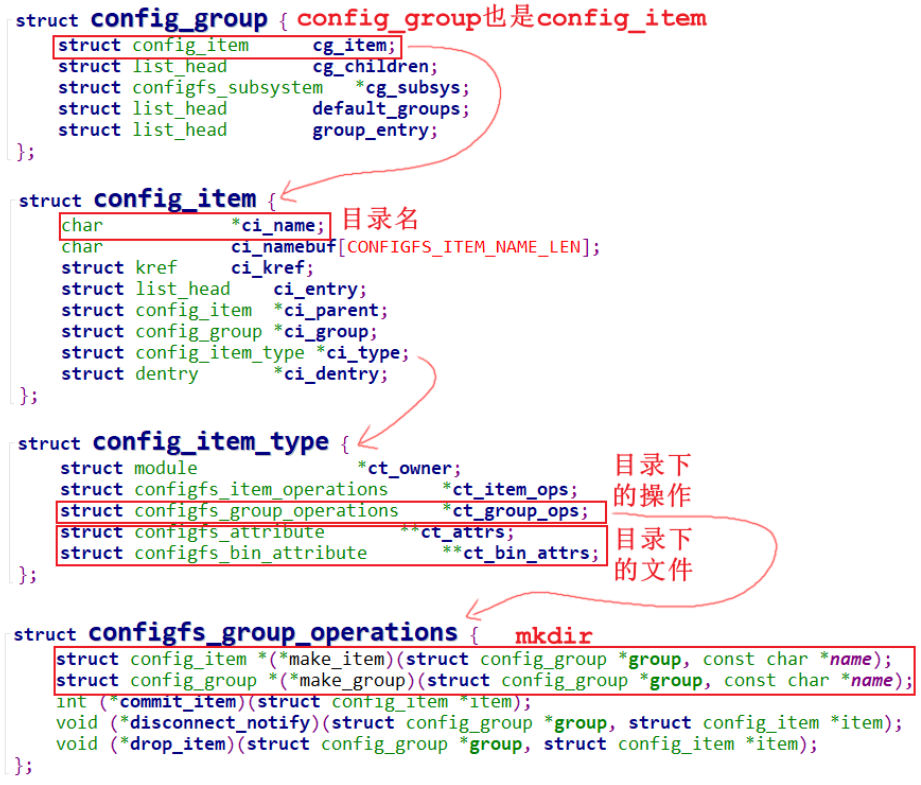 struct config_group { config_group也是config_item
struct config_item cg_item;
struct list_head cg_children;
struct configfs_subsystem *cg_subsys;
struct list_head default_groups;
struct list_head group_entry;
};
struct config_item {
char *ci_name; 目录名
char ci_namebuf[CONFIGFS_ITEM_NAME_LEN];
struct kref ci_kref;
struct list_head ci_entry;
struct config_item *ci_parent;
struct config_group *ci_group;
struct config_item_type *ci_type;
struct dentry *ci_dentry;
};
struct config_item_type {
struct module *ct_owner;
struct configfs_item_operations *ct_item_ops;
struct configfs_group_operations *ct_group_ops;
目录下
的操作
struct configfs_attribute **ct_attrs;
struct configfs_bin_attribute **ct_bin_attrs;
目录下
的文件
};
struct configfs_group_operations { mkdir
struct config_item *(*make_item)(struct config_group *group, const char *name);
struct config_group *(*make_group)(struct config_group *group, const char *name);
int (*commit_item)(struct config_item *item);
void (*disconnect_notify)(struct config_group *group, struct config_item *item);
void (*drop_item)(struct config_group *group, struct config_item *item);
};